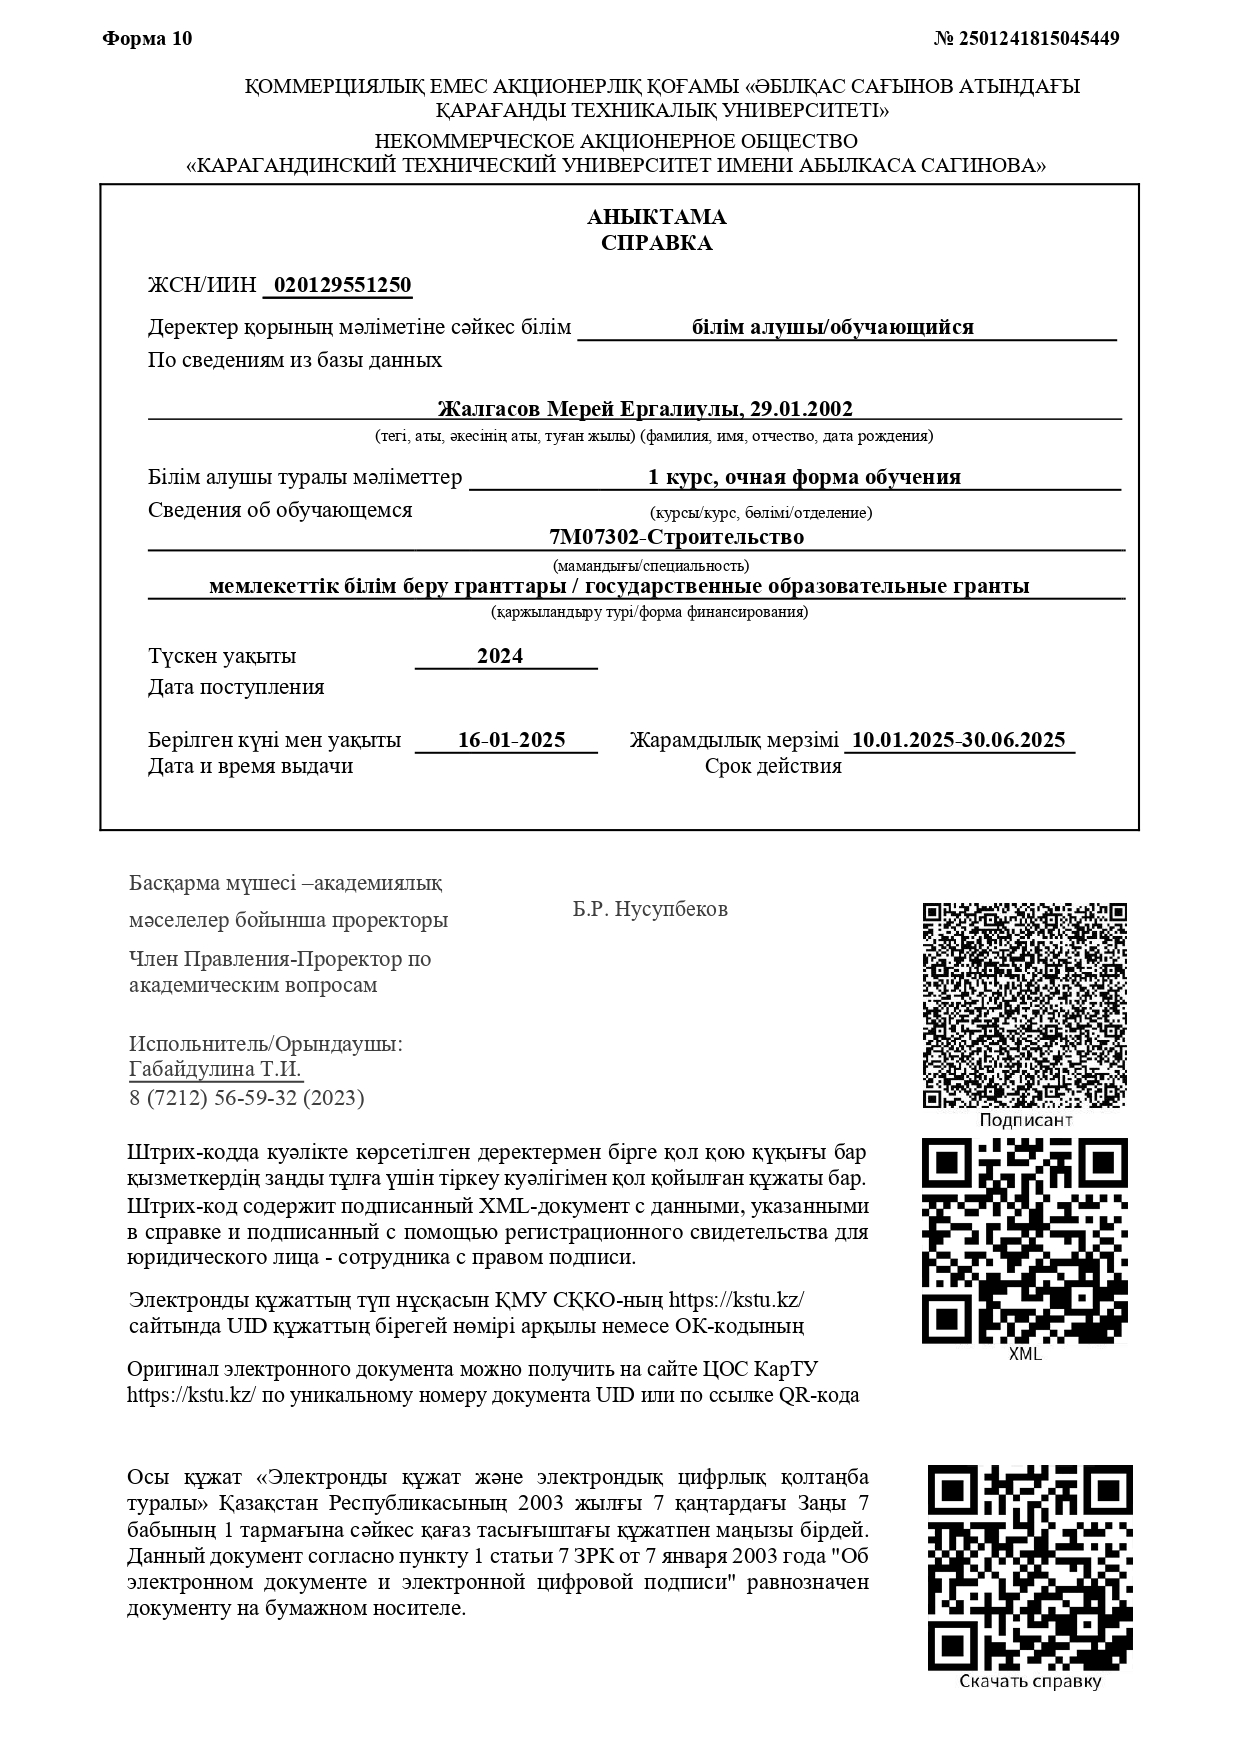 Форма 10
№ 2501241815045449
ҚОММЕРЦИЯЛЫҚ ЕМЕС АКЦИОНЕРЛІҚ ҚОҒАМЫ «ӘБІЛҚАС САҒЫНОВ АТЫНДАҒЫ
ҚАРАҒАНДЫ ТЕХНИКАЛЫҚ УНИВЕРСИТЕТІ»
НЕКОММЕРЧЕСКОЕ АКЦИОНЕРНОЕ ОБЩЕСТВО
«КАРАГАНДИНСКИЙ ТЕХНИЧЕСКИЙ УНИВЕРСИТЕТ ИМЕНИ АБЫЛКАСА САГИНОВА»
АНЫКТАМА
СПРАВКА
ЖСН/ИИН 020129551250
Деректер қорының мәліметіне сәйкес білім білім алушы/обучающийся
По сведениям из базы данных
Жалгасов Мерей Ергалиулы, 29.01.2002
(тегі, аты, әкесінің аты, туған жылы) (фамилия, имя, отчество, дата рождения)
Білім алушы туралы мәліметтер 1 курс, очная форма обучения
Сведения об обучающемся (курсы/курс, бөлімі/отделение)
7М07302-Строительство
(мамандығы/специальность)
мемлекеттік білім беру гранттары / государственные образовательные гранты
(қаржыландыру түрі/форма финансирования)
Түскен уақыты 2024
Дата поступления
Берілген күні мен уақыты 16-01-2025 Жарамдылық мерзімі 10.01.2025-30.06.2025
Дата и время выдачи Срок действия
Басқарма мүшесі –академиялық
мәселелер бойынша проректоры
Б.Р. Нусупбеков
Член Правления-Проректор по
академическим вопросам
Испольнитель/Орындаушы:
Габайдулина Т.И.
8 (7212) 56-59-32 (2023)
Подписант
Штрих-кодда куәлікте көрсетілген деректермен бірге қол қою құқығы бар
қызметкердің заңды тұлға үшін тіркеу куәлігімен қол қойылған құжаты бар.
Штрих-код содержит подписанный XML-документ с данными, указанными
в справке и подписанный с помощью регистрационного свидетельства для
юридического лица - сотрудника с правом подписи.
Электронды құжаттың түп нұсқасын ҚМУ СҚКО-ның https://kstu.kz/
сайтында UID құжаттың бірегей нөмірі арқылы немесе ОК-кодының
XML
Оригинал электронного документа можно получить на сайте ЦОС КарТУ
https://kstu.kz/ по уникальному номеру документа UID или по ссылке QR-кода
Осы құжат «Электронды құжат және электрондық цифрлық қолтаңба
туралы» Қазақстан Республикасының 2003 жылғы 7 қаңтардағы Заңы 7
бабының 1 тармағына сәйкес қағаз тасығыштағы құжатпен маңызы бірдей.
Данный документ согласно пункту 1 статьи 7 ЗРК от 7 января 2003 года "Об
электронном документе и электронной цифровой подписи" равнозначен
документу на бумажном носителе.
Скачать справку